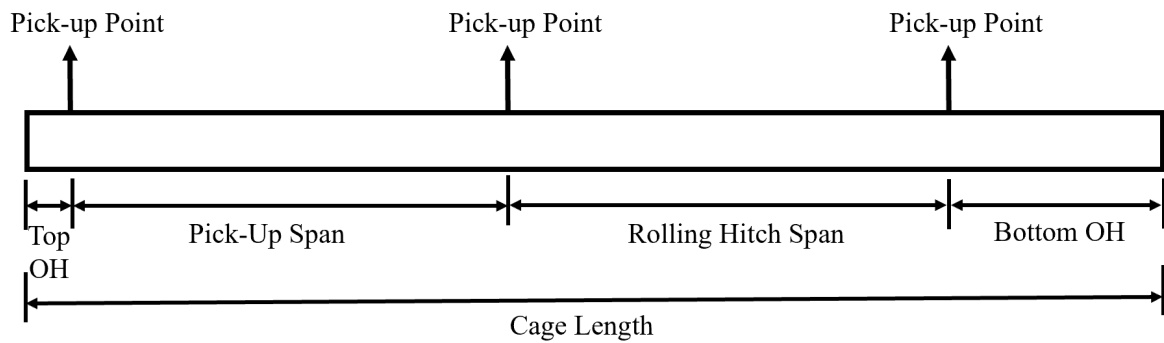 Pick-up Point
Pick-up Point
Pick-up Point
Top
OH
Pick-Up Span
Rolling Hitch Span
Bottom OH
Cage Length